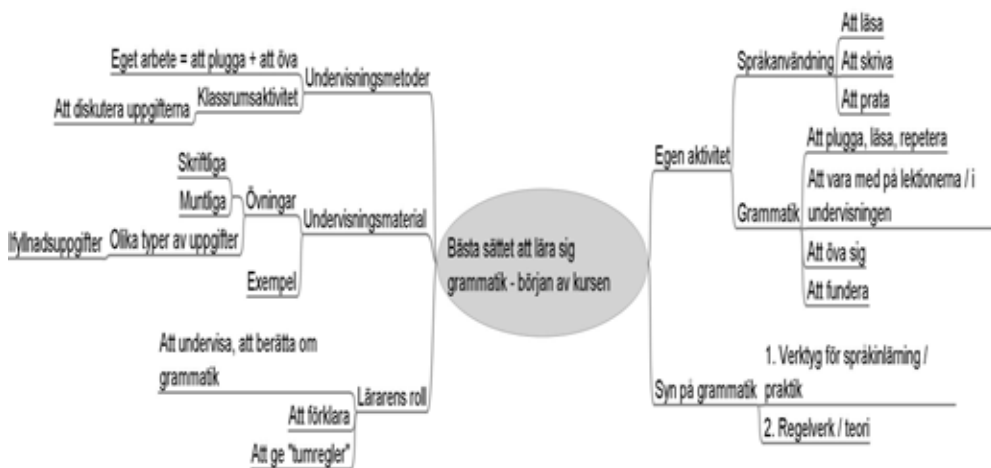 Bästa sättet att lära sig
grammatik - början av kursen
Undervisningsmetoder
Eget arbete = att plugga + att öva
Klassrumsaktivitet
Att diskutera uppgifterna
Undervisningsmaterial
Övningar
Skriftliga
Muntliga
Olika typer av uppgifter
lfyllnadsuppgifter
Exempel
Lärarens roll
Att undervisa, att berätta om
grammatik
Att förklara
Att ge "tumregler"
Egen aktivitet
Språkanvändning
Att läsa
Att skriva
Att prata
Grammatik
Att plugga, läsa, repetera
Att vara med på lektionerna / i
undervisningen
Att öva sig
Att fundera
Syn på grammatik
1. Verktyg för språkinlärning /
praktik
2. Regelverk / teori